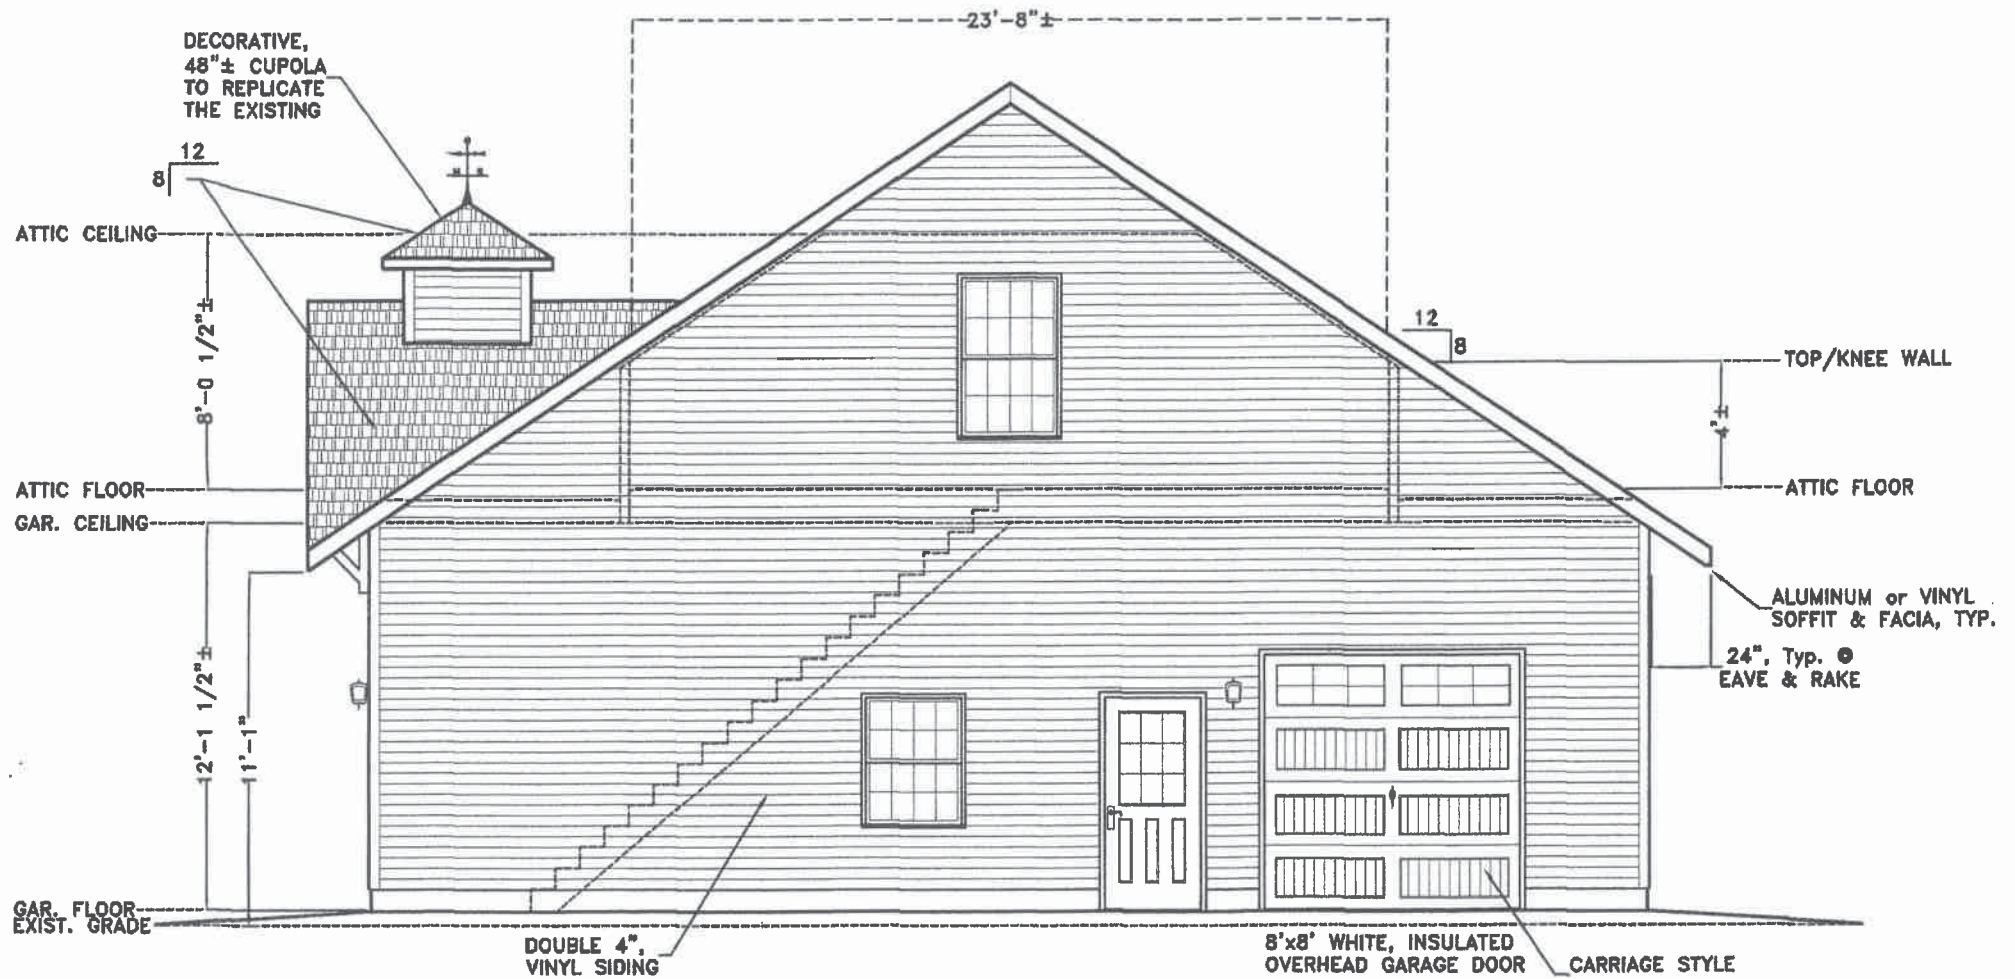 23'-8"±
DECORATIVE,
48"± CUPOLA
TO REPLICATE
THE EXISTING
12
8
ATTIC CEILING
8'-0 1/2"±
12
8
TOP/KNEE WALL
4'±
ATTIC FLOOR
ATTIC FLOOR
GAR. CEILING
ALUMINUM or VINYL
SOFFIT & FACIA, TYP.
24", Typ. @
EAVE & RAKE
12'-1 1/2"±
11'-1"
GAR. FLOOR
EXIST. GRADE
DOUBLE 4",
VINYL SIDING
8'x8' WHITE, INSULATED
OVERHEAD GARAGE DOOR
CARRIAGE STYLE